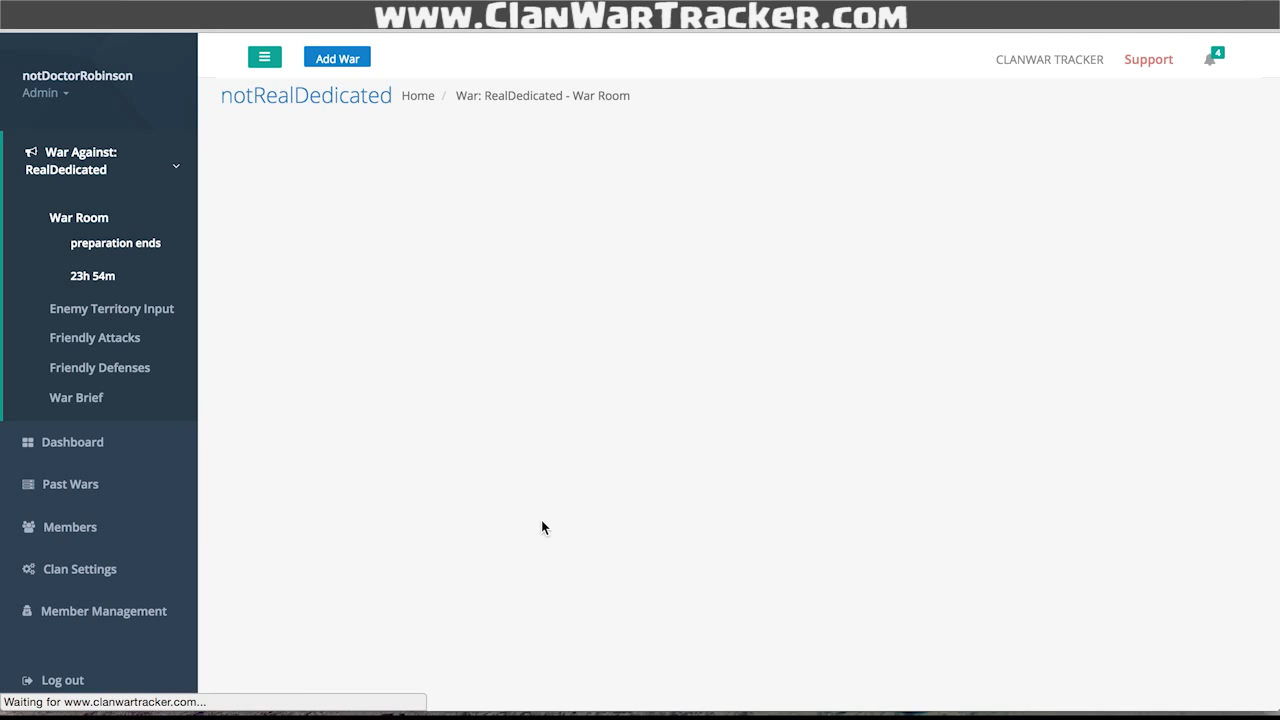 www.ClanWarTracker.com
notDoctorRobinson
Admin
Add War
CLANWAR TRACKER
Support
4
notRealDedicated
Home / War: RealDedicated - War Room
War Against:
RealDedicated
War Room
preparation ends
23h 54m
Enemy Territory Input
Friendly Attacks
Friendly Defenses
War Brief
Dashboard
Past Wars
Members
Clan Settings
Member Management
Log out
Waiting for www.clanwartracker.com...